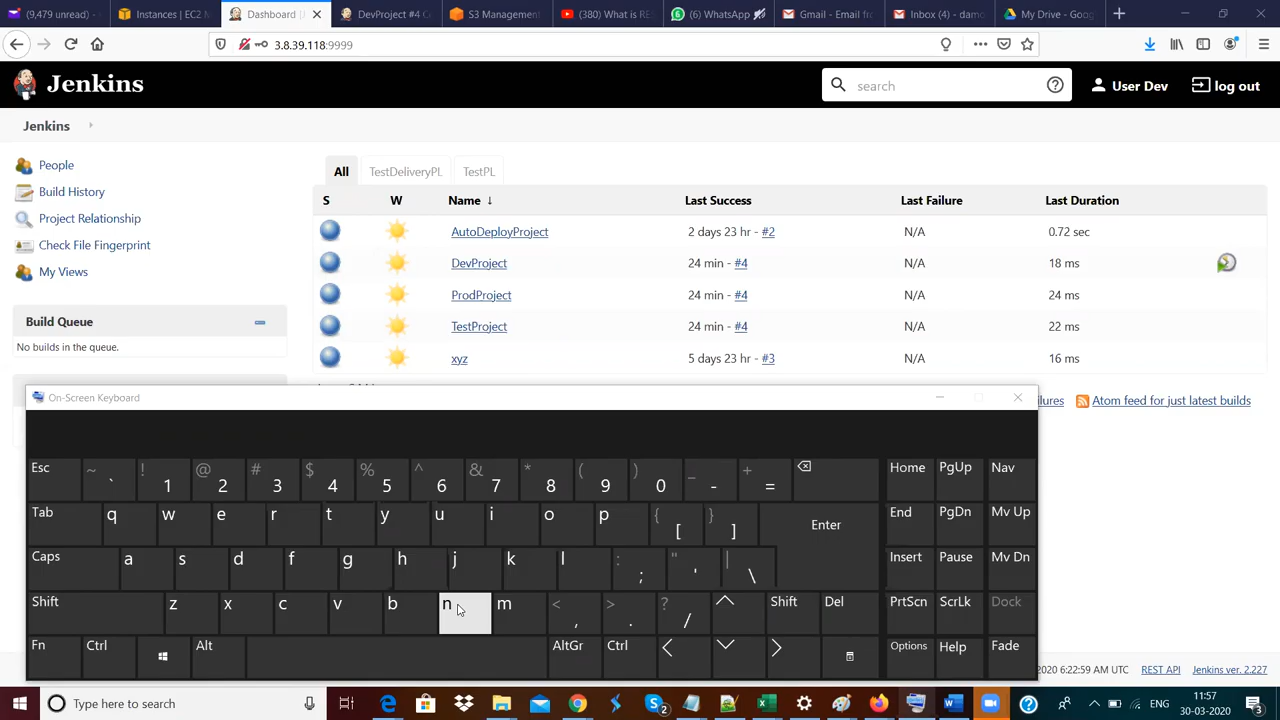 (49 unread) -
Instances | EC2 M
Dashboard [
DevProject #4 C
S3 Management
(380) What is RE
(6) WhatsApp
Gmail - Email fr
Inbox (4) - damo
My Drive - Goog
3.8.39.118:9999
Jenkins
search
User Dev
log out
Jenkins
People
Build History
Project Relationship
Check File Fingerprint
My Views
Build Queue
No builds in the queue.
All TestDeliveryPL TestPL
S W Name ↓ Last Success Last Failure Last Duration
AutoDeployProject 2 days 23 hr - #2 N/A 0.72 sec
DevProject 24 min - #4 N/A 18 ms
ProdProject 24 min - #4 N/A 24 ms
TestProject 24 min - #4 N/A 22 ms
xyz 5 days 23 hr - #3 N/A 16 ms
ilures Atom feed for just latest builds
On-Screen Keyboard
Esc ~ ` ! 1 @ 2 # 3 $ 4 % 5 ^ 6 & 7 * 8 ( 9 ) 0 _ - + = Home PgUp Nav
Tab q w e r t y u i o p { [ } ] Enter End PgDn Mv Up
Caps a s d f g h j k l : ; " ' | \ Insert Pause Mv Dn
Shift z x c v b n m < , > . ? / Shift Del PrtScn ScrLk Dock
Fn Ctrl Alt AltGr Ctrl Options Help Fade
2020 6:22:59 AM UTC REST API Jenkins ver. 2.227
Type here to search
2
ENG
11:57
30-03-2020
3